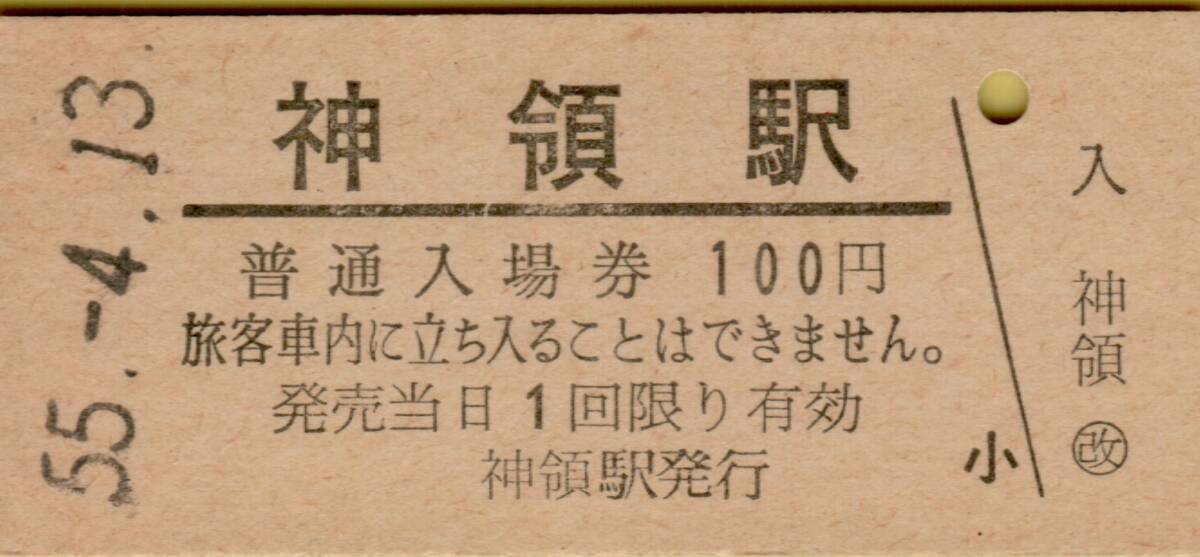 55.-4.13.
神領駅
普通入場券 100円
旅客車内に立ち入ることはできません。
発売当日1回限り有効
神領駅発行
小
入
神領
㊤改